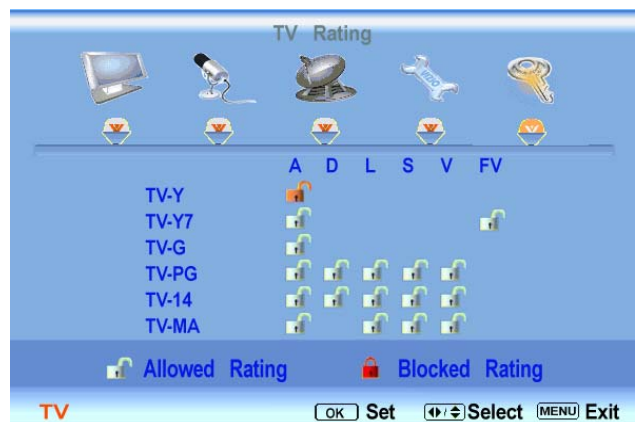 TV Rating
VIZIO
A D L S V FV
TV-Y
TV-Y7
TV-G
TV-PG
TV-14
TV-MA
Allowed Rating Blocked Rating
TV OK Set Select MENU Exit